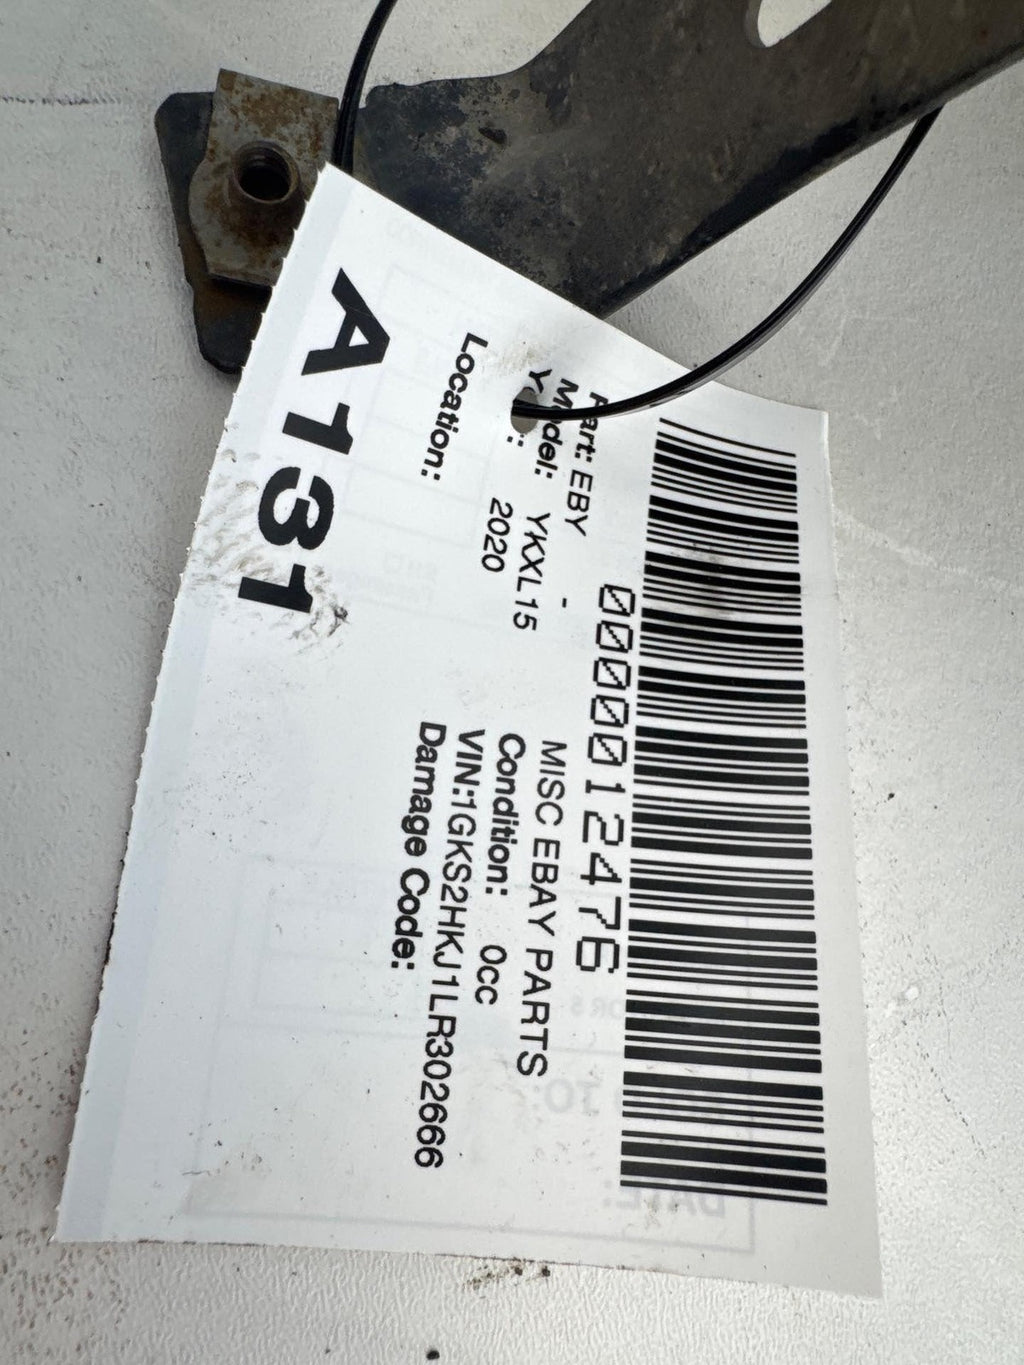 0000012476
Part: EBY - MISC EBAY PARTS
Model: YKXL15 Condition: 0cc
2020 VIN:1GKS2HKJ1LR302666
Location: Damage Code:
A131